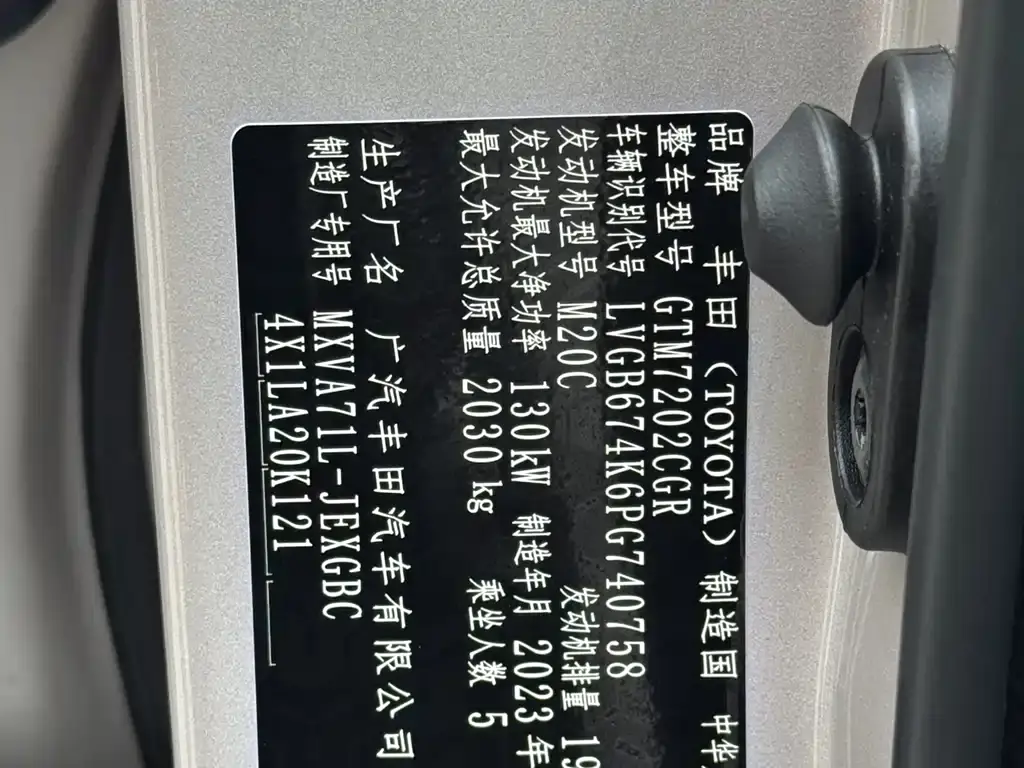 品牌 丰田（TOYOTA） 制造国 中华
整车型号 GTM7202CGR
车辆识别代号 LVGB674K6PG740758
发动机型号 M20C 发动机排量 19
发动机最大净功率 130kW 制造年月 2023年
最大允许总质量 2030kg 乘坐人数 5
生产厂名 广汽丰田汽车有限公司
制造厂专用号 MXVA71L-JEXGBC
4X1LA20K121